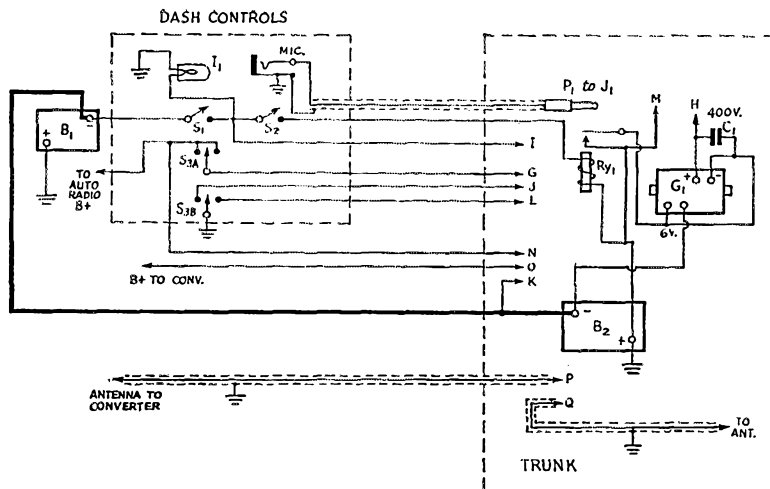 DASH CONTROLS
I1
MIC.
P1 to J1
M
H
400V.
C1
B1
-
+
S1
S2
I
Ry1
+ -
G1
6V.
TO
AUTO
RADIO
B+
S3A
G
J
S3B
L
N
O
B+ TO CONV.
K
-
B2
+
P
ANTENNA TO
CONVERTER
Q
TO
ANT.
TRUNK